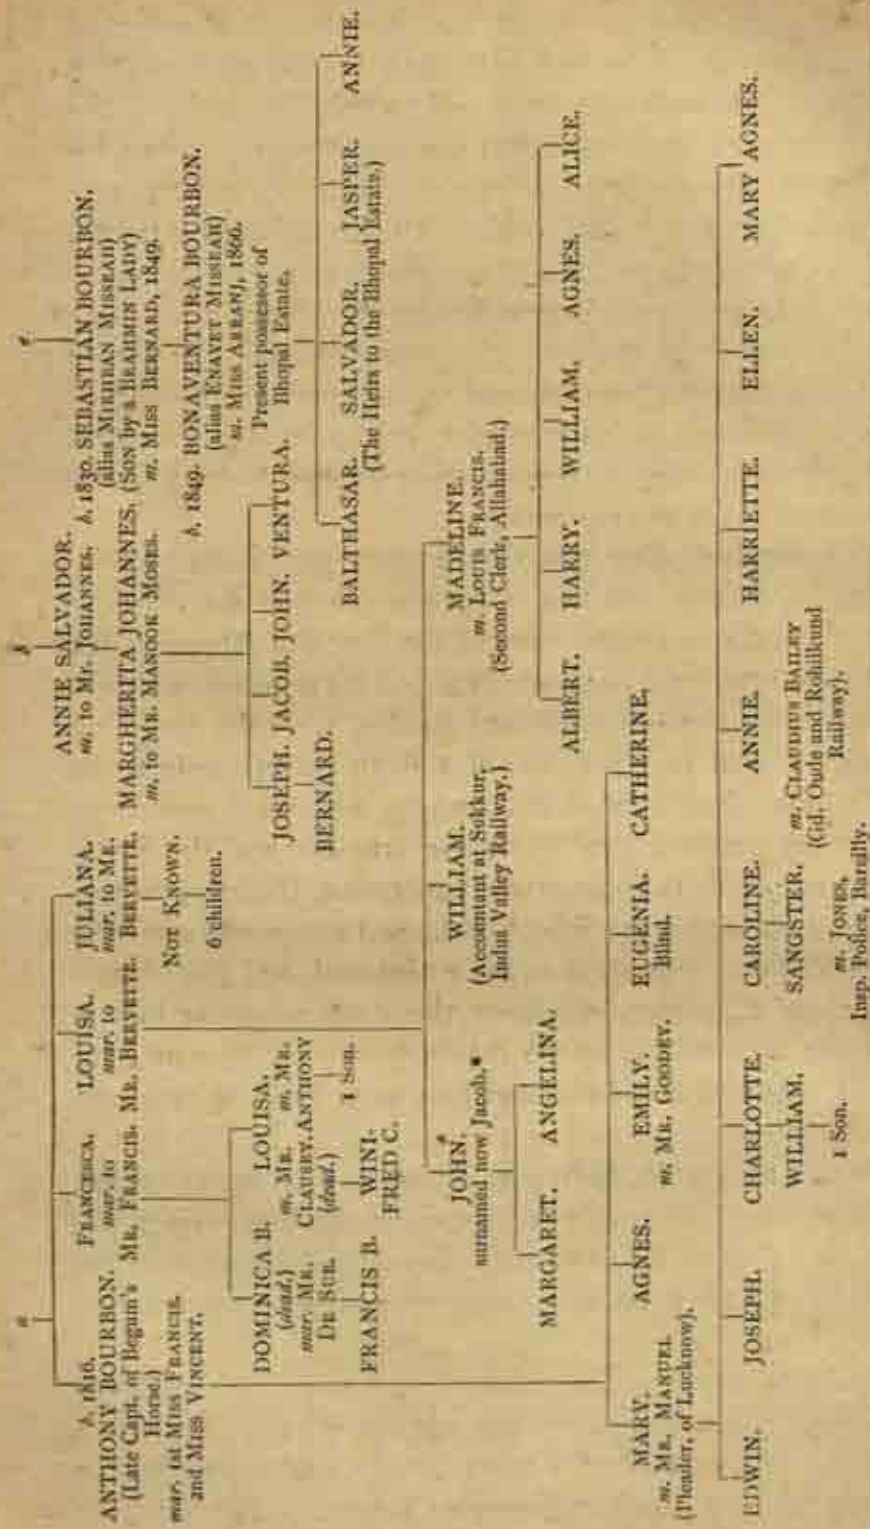 a
b
c
b. 1816.
ANTHONY BOURBON.
(Late Capt. of Begum's
Horse.)
mar. 1st MISS FRANCIS.
and MISS VINCENT.
FRANCESCA.
mar. to
MR. FRANCIS.
LOUISA.
mar. to
MR. BERVETTE.
JULIANA.
mar. to MR.
BERVETTE.
NOT KNOWN.
6 children.
ANNIE SALVADOR.
m. to MR. JOHANNES.
MARGHERITA JOHANNES.
m. to MR. MANOOK MOSES.
b. 1830. SEBASTIAN BOURBON.
(alias MIRHBAN MISSEAH)
(SON by a BRAHMIN LADY)
m. MISS BERNARD, 1849.
b. 1849. BONAVENTURA BOURBON.
(alias ENAYET MISSEAH)
m. MISS ARRANJ, 1860.
Present possessor of
Bhopal Estate.
JOSEPH. JACOB. JOHN. VENTURA.
BERNARD.
BALTHASAR. SALVADOR. JASPER. ANNIE.
(The Heirs to the Bhopal Estate.)
DOMINICA B.
(dead.)
mar. MR.
DE SUR.
FRANCIS B.
LOUISA.
m. MR. m. MR.
CLAUSEY. ANTHONY
(dead.)
1 Son.
WINI-
FRED C.
JOHN.*
surnamed now Jacob.*
WILLIAM.
(Accountant at Sukkur,
Indus Valley Railway.)
MADELINE.
m. LOUIS FRANCIS.
(Second Clerk, Allahabad.)
MARGARET. ANGELINA.
ALBERT. HARRY. WILLIAM. AGNES. ALICE.
MARY.
m. MR. MANUEL
(Pleader, of Lucknow).
AGNES.
EMILY.
m. MR. GOODEY.
EUGENIA.
Blind.
CATHERINE.
EDWIN. JOSEPH. CHARLOTTE. CAROLINE. ANNIE. HARRIETTE. ELLEN. MARY AGNES.
WILLIAM.
1 Son.
SANGSTER.
m. JONES,
Insp. Police, Bareilly.
m. CLAUDIUS BAILEY
(Gd. Oude and Rohilkund
Railway).